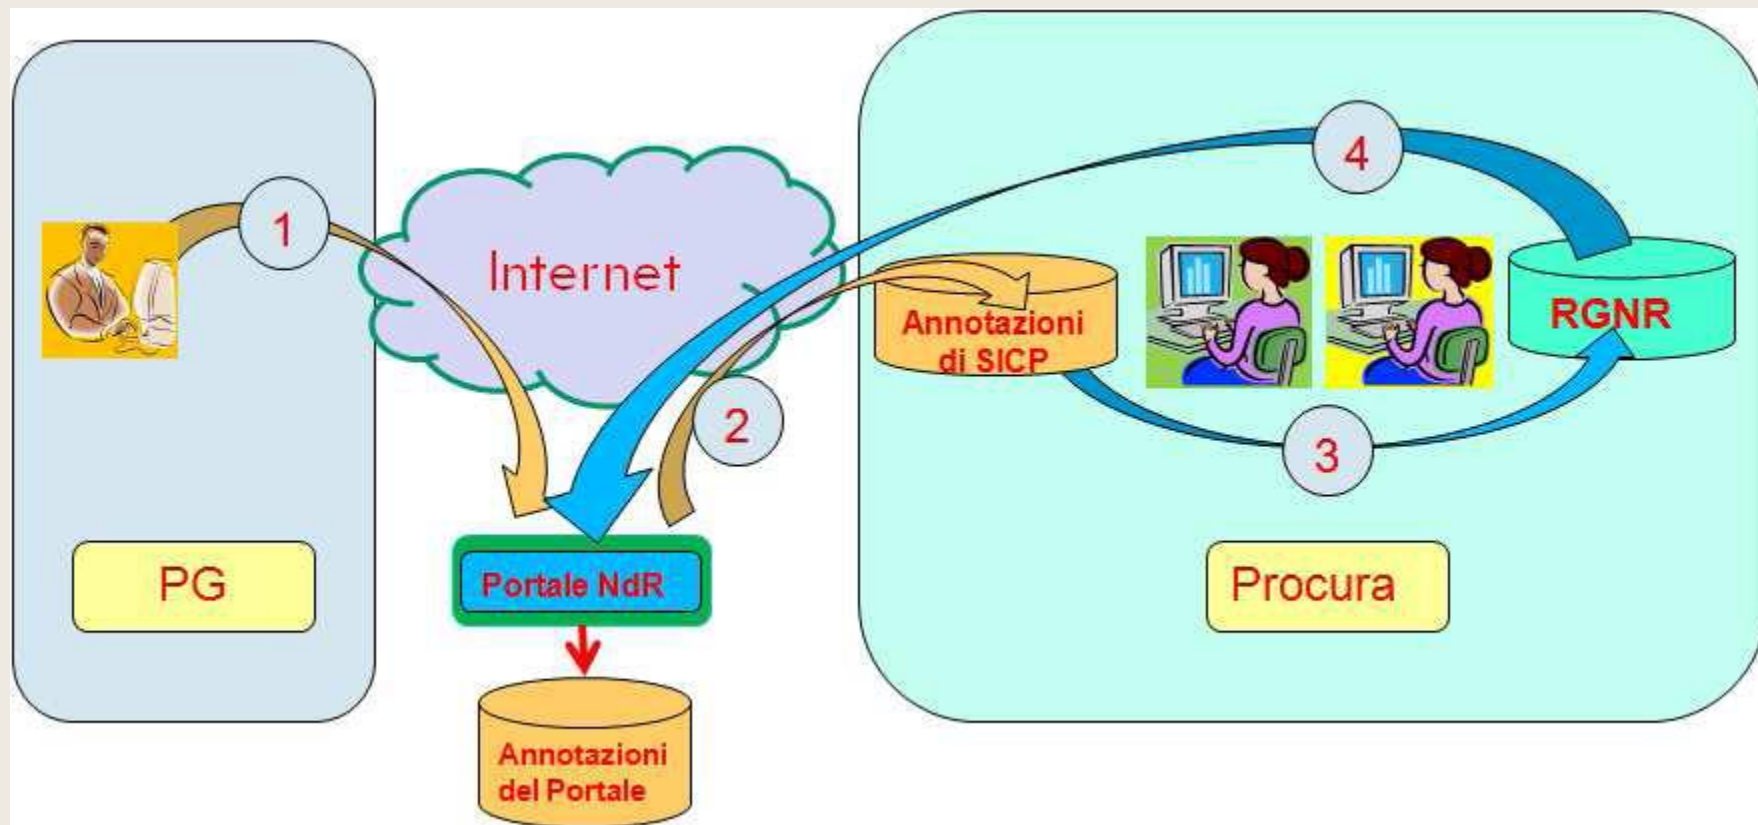 1
Internet
4
Annotazioni
di SICP
RGNR
2
3
PG
Portale NdR
Procura
Annotazioni
del Portale